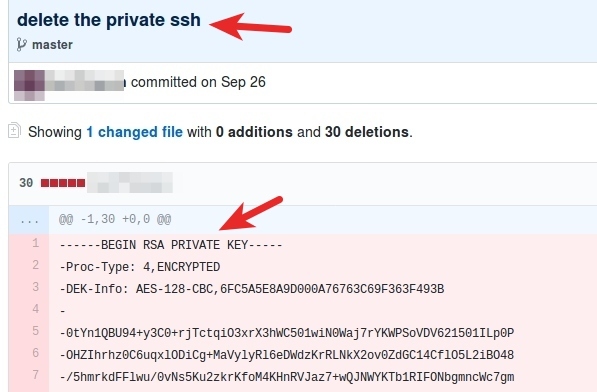 delete the private ssh
master
committed on Sep 26
Showing 1 changed file with 0 additions and 30 deletions.
30
... @@ -1,30 +0,0 @@
1 ------BEGIN RSA PRIVATE KEY-----
2 -Proc-Type: 4,ENCRYPTED
3 -DEK-Info: AES-128-CBC,6FC5A5E8A9D000A76763C69F363F493B
4 -
5 -0tYn1QBU94+y3C0+rjTctqiO3xrX3hWC501wiN0Waj7rYKWPSoVDV621501ILp0P
6 -OHZIhrhz0C6uqxlODiCg+MaVylyRl6eDWdzKrRLNkX2ov0ZdGC14CflO5L2iBO48
7 -/5hmrkdFFlwu/0vNs5Ku2zkrKfoM4KHnRVJaz7+wQJNWYKTb1RIFONbgmncWc7gm